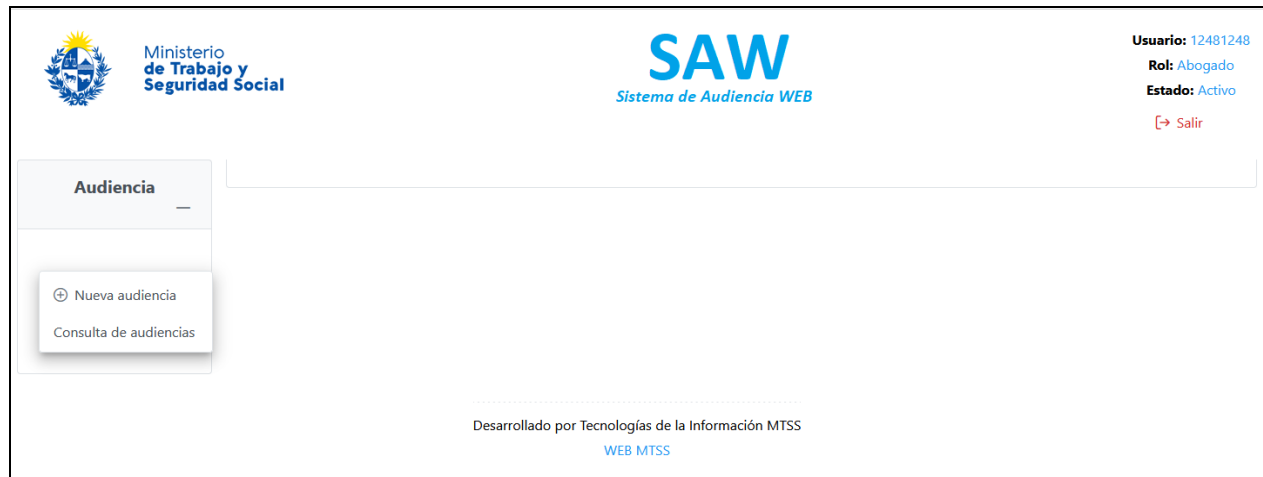 Ministerio
de Trabajo y
Seguridad Social
SAW
Sistema de Audiencia WEB
Usuario: 12481248
Rol: Abogado
Estado: Activo
Salir
Audiencia
Nueva audiencia
Consulta de audiencias
Desarrollado por Tecnologías de la Información MTSS
WEB MTSS